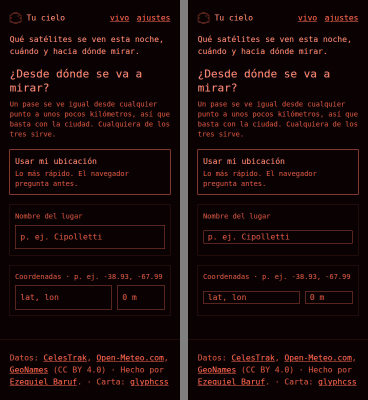 Tu cielo vivo ajustes
Qué satélites se ven esta noche,
cuándo y hacia dónde mirar.
¿Desde dónde se va a
mirar?
Un pase se ve igual desde cualquier
punto a unos pocos kilómetros, así que
basta con la ciudad. Cualquiera de los
tres sirve.
Usar mi ubicación
Lo más rápido. El navegador
pregunta antes.
Nombre del lugar
p. ej. Cipolletti
Coordenadas · p. ej. -38.93, -67.99
lat, lon 0 m
Datos: CelesTrak, Open-Meteo.com,
GeoNames (CC BY 4.0) · Hecho por
Ezequiel Baruf. · Carta: glyphcss
Tu cielo vivo ajustes
Qué satélites se ven esta noche,
cuándo y hacia dónde mirar.
¿Desde dónde se va a
mirar?
Un pase se ve igual desde cualquier
punto a unos pocos kilómetros, así que
basta con la ciudad. Cualquiera de los
tres sirve.
Usar mi ubicación
Lo más rápido. El navegador
pregunta antes.
Nombre del lugar
p. ej. Cipolletti
Coordenadas · p. ej. -38.93, -67.99
lat, lon 0 m
Datos: CelesTrak, Open-Meteo.com,
GeoNames (CC BY 4.0) · Hecho por
Ezequiel Baruf. · Carta: glyphcss